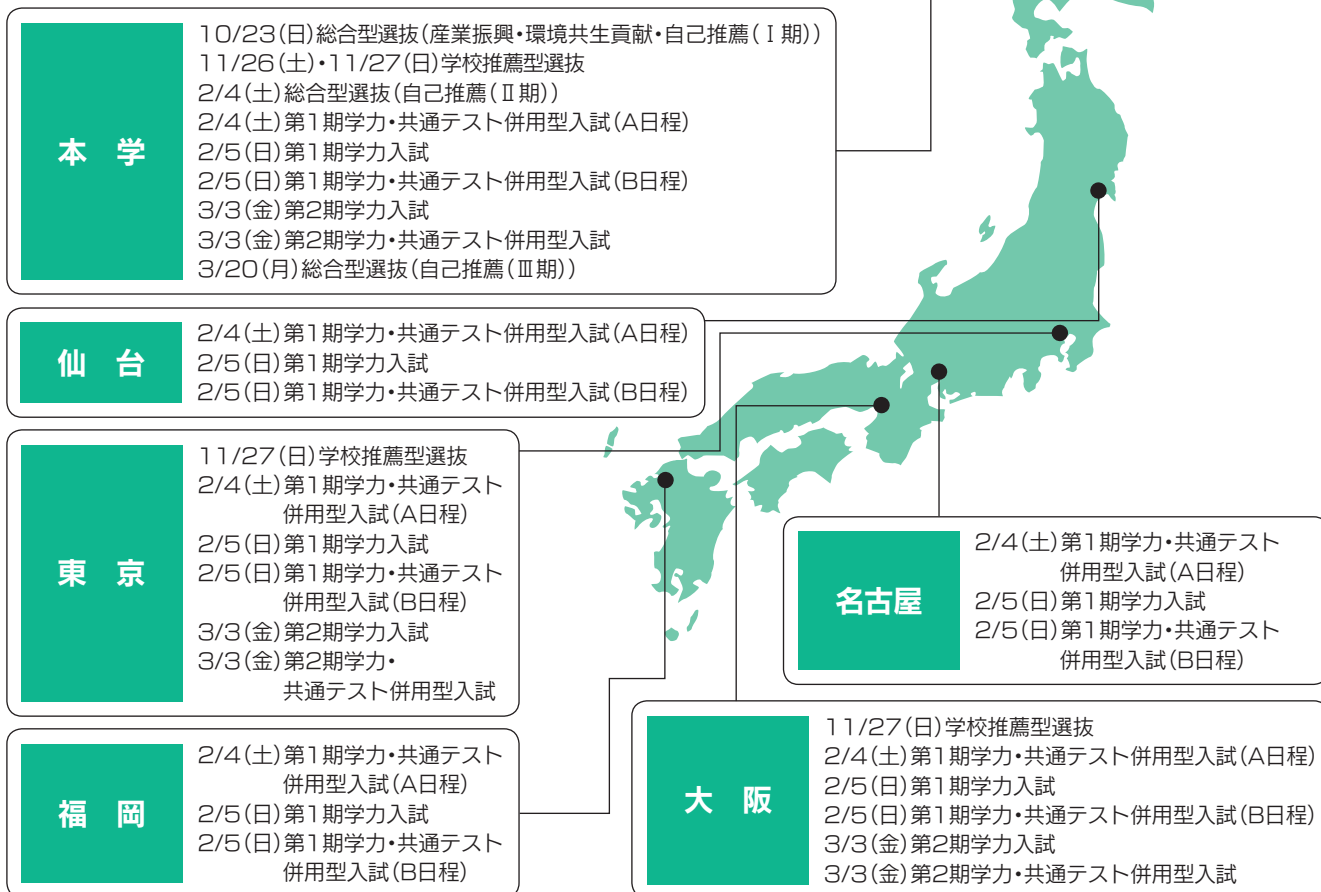 本学
10/23(日)総合型選抜(産業振興・環境共生貢献・自己推薦(Ⅰ期))
11/26(土)・11/27(日)学校推薦型選抜
2/4(土)総合型選抜(自己推薦(Ⅱ期))
2/4(土)第1期学力・共通テスト併用型入試(A日程)
2/5(日)第1期学力入試
2/5(日)第1期学力・共通テスト併用型入試(B日程)
3/3(金)第2期学力入試
3/3(金)第2期学力・共通テスト併用型入試
3/20(月)総合型選抜(自己推薦(Ⅲ期))
仙台
2/4(土)第1期学力・共通テスト併用型入試(A日程)
2/5(日)第1期学力入試
2/5(日)第1期学力・共通テスト併用型入試(B日程)
東京
11/27(日)学校推薦型選抜
2/4(土)第1期学力・共通テスト
併用型入試(A日程)
2/5(日)第1期学力入試
2/5(日)第1期学力・共通テスト
併用型入試(B日程)
3/3(金)第2期学力入試
3/3(金)第2期学力・
共通テスト併用型入試
名古屋
2/4(土)第1期学力・共通テスト
併用型入試(A日程)
2/5(日)第1期学力入試
2/5(日)第1期学力・共通テスト
併用型入試(B日程)
福岡
2/4(土)第1期学力・共通テスト
併用型入試(A日程)
2/5(日)第1期学力入試
2/5(日)第1期学力・共通テスト
併用型入試(B日程)
大阪
11/27(日)学校推薦型選抜
2/4(土)第1期学力・共通テスト併用型入試(A日程)
2/5(日)第1期学力入試
2/5(日)第1期学力・共通テスト併用型入試(B日程)
3/3(金)第2期学力入試
3/3(金)第2期学力・共通テスト併用型入試